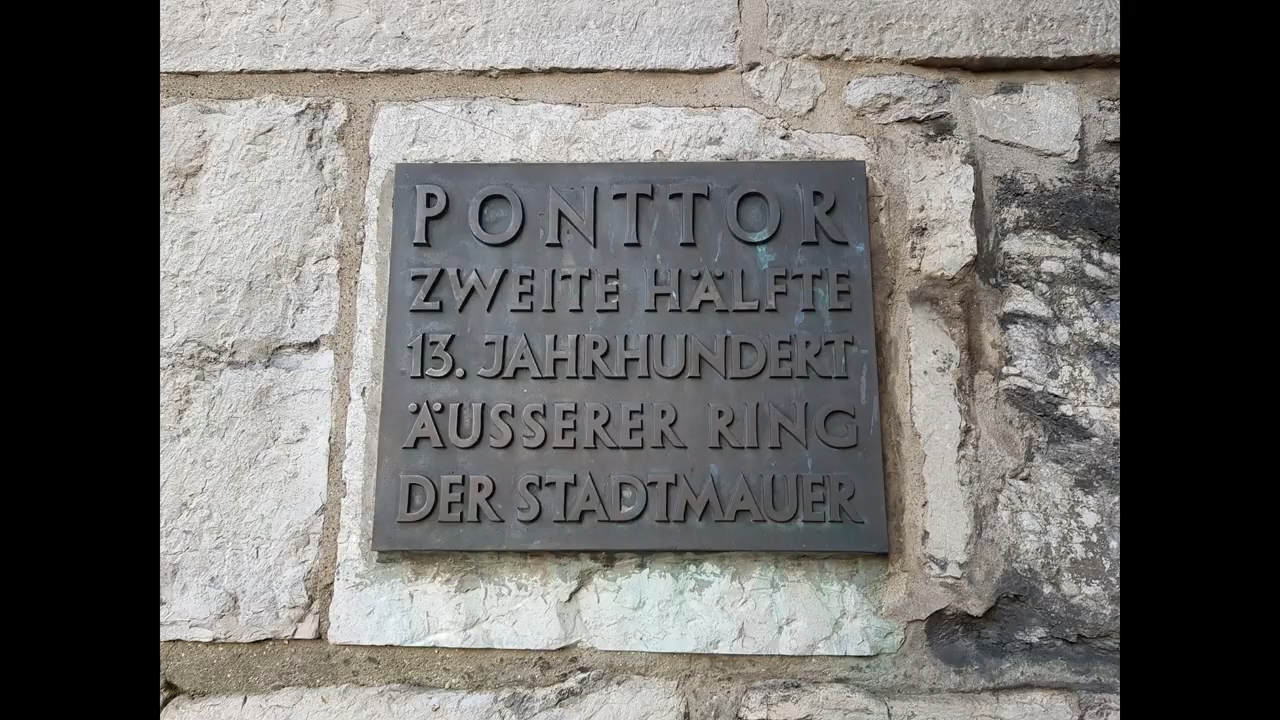 PONTTOR
ZWEITE HÄLFTE
13. JAHRHUNDERT
ÄUSSERER RING
DER STADTMAUER